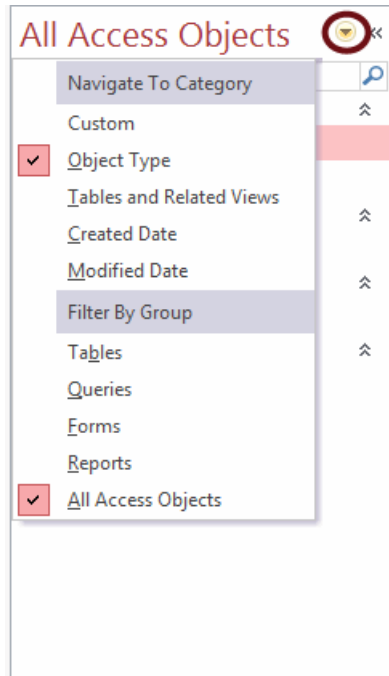 All Access Objects
Navigate To Category
Custom
Object Type
Tables and Related Views
Created Date
Modified Date
Filter By Group
Tables
Queries
Forms
Reports
All Access Objects